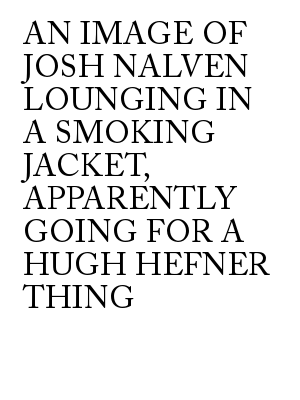 AN IMAGE OF
JOSH NALVEN
LOUNGING IN
A SMOKING
JACKET,
APPARENTLY
GOING FOR A
HUGH HEFNER
THING